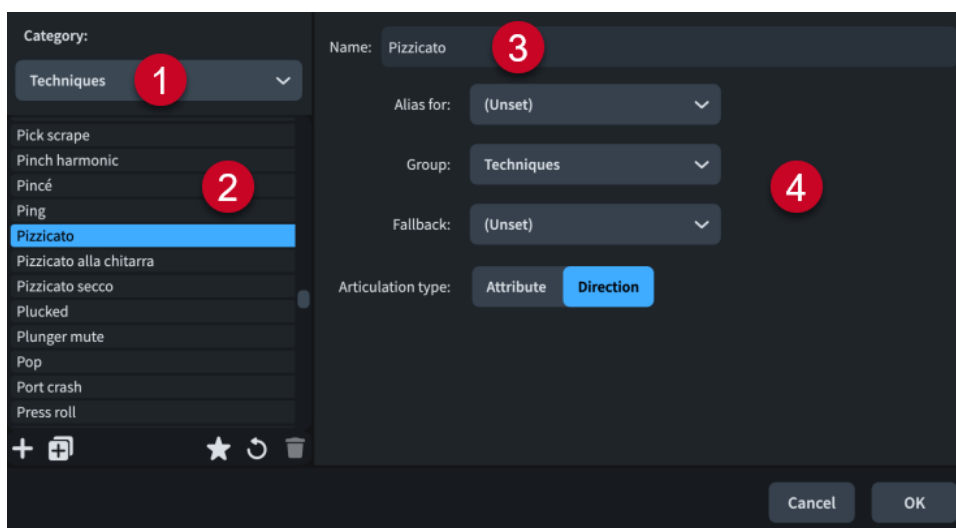 Category:
Techniques 1
Pick scrape
Pinch harmonic
Pincé
2
Ping
Pizzicato
Pizzicato alla chitarra
Pizzicato secco
Plucked
Plunger mute
Pop
Port crash
Press roll
Name: Pizzicato 3
Alias for: (Unset)
Group: Techniques
4
Fallback: (Unset)
Articulation type: Attribute Direction
Cancel OK